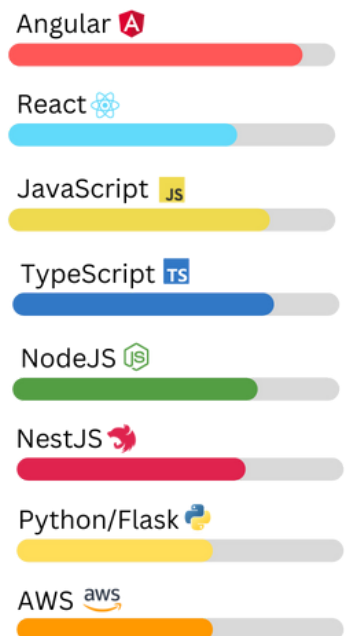 Angular A
React
JavaScript JS
TypeScript TS
NodeJS JS
NestJS
Python/Flask
AWS aws